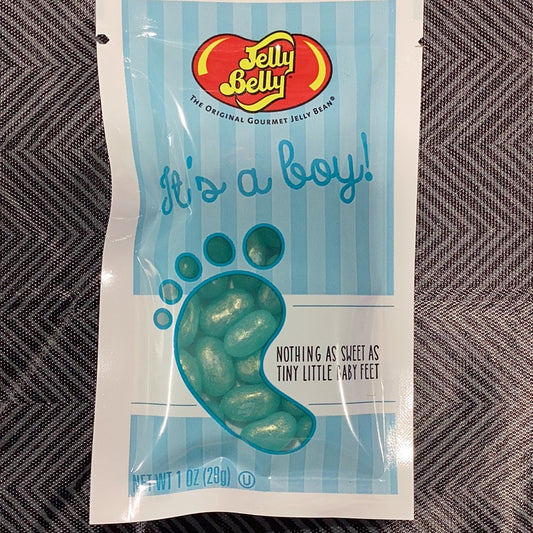 Jelly
Belly
THE ORIGINAL GOURMET JELLY BEAN®
It's a boy!
NOTHING AS SWEET AS
TINY LITTLE BABY FEET
NET WT 1 OZ (28g) U